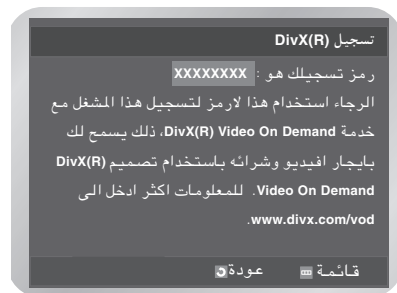 تسجيل DivX(R)
رمز تسجيلك هو : XXXXXXXX
الرجاء استخدام هذا لارمز لتسجيل هذا المشغل مع
خدمة DivX(R) Video On Demand، ذلك يسمح لك
بايجار افيديو وشرائه باستخدام تصميم DivX(R)
Video On Demand. للمعلومات اكثر ادخل الى
www.divx.com/vod.
قائمة عودة